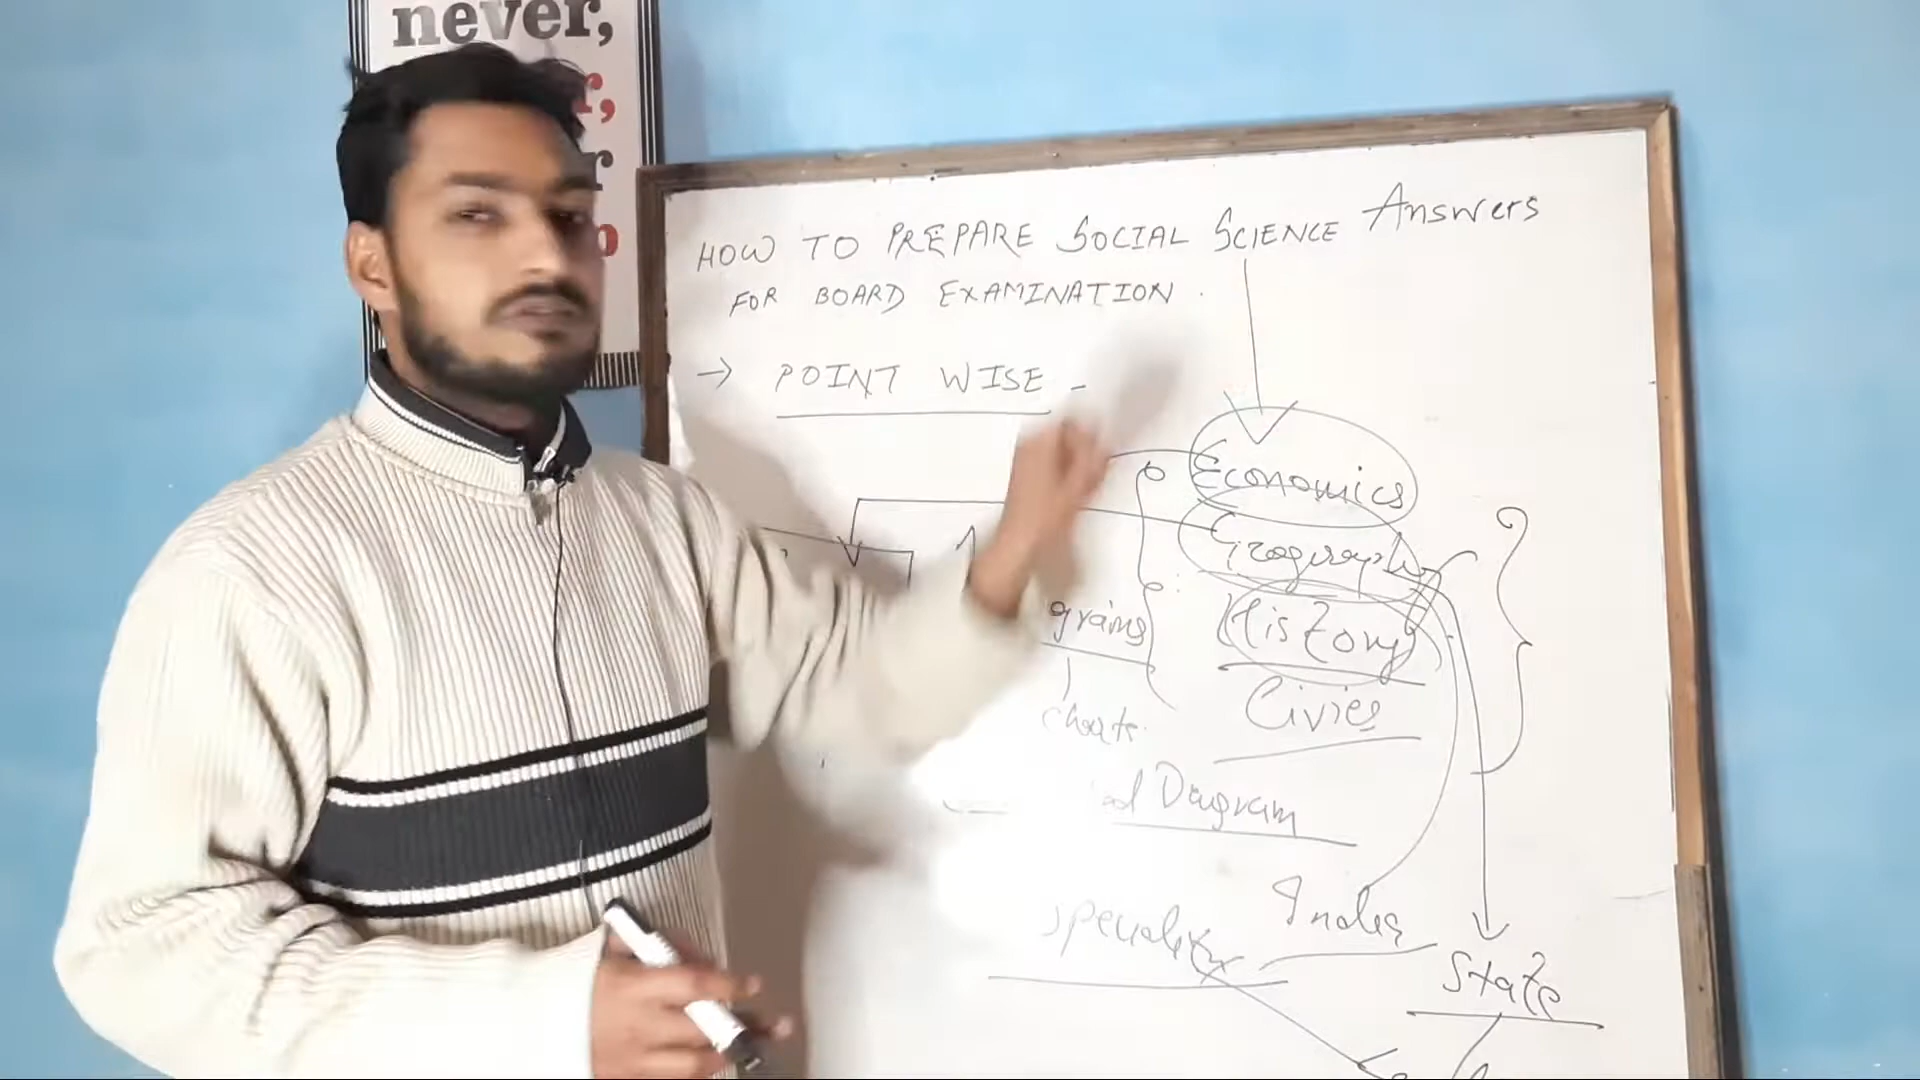 never,
HOW TO PREPARE SOCIAL SCIENCE Answers
FOR BOARD EXAMINATION
→ POINT WISE -
Economics
Geography
History
Civics
charts
Diagram
India
State